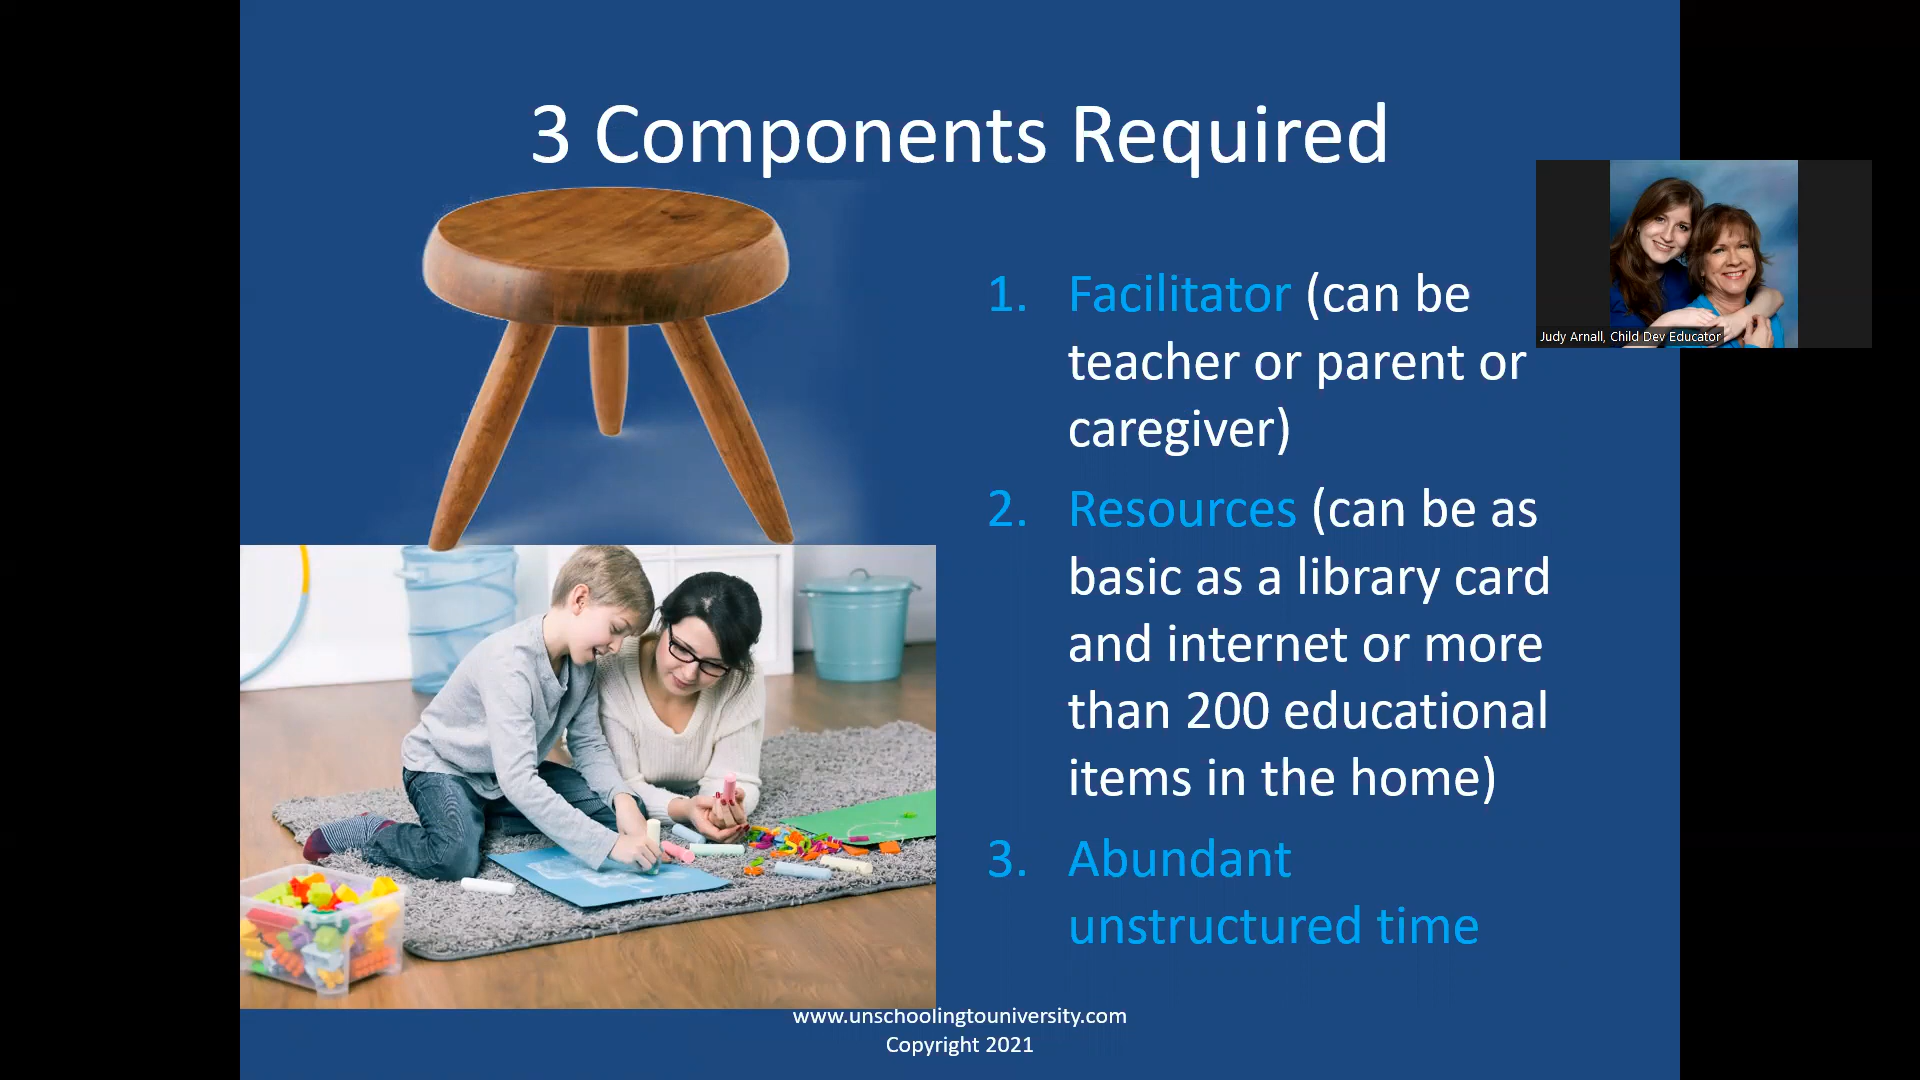 3 Components Required
1. Facilitator (can be
teacher or parent or
caregiver)
2. Resources (can be as
basic as a library card
and internet or more
than 200 educational
items in the home)
3. Abundant
unstructured time
Judy Arnall, Child Dev Educator
www.unschoolingtouniversity.com
Copyright 2021